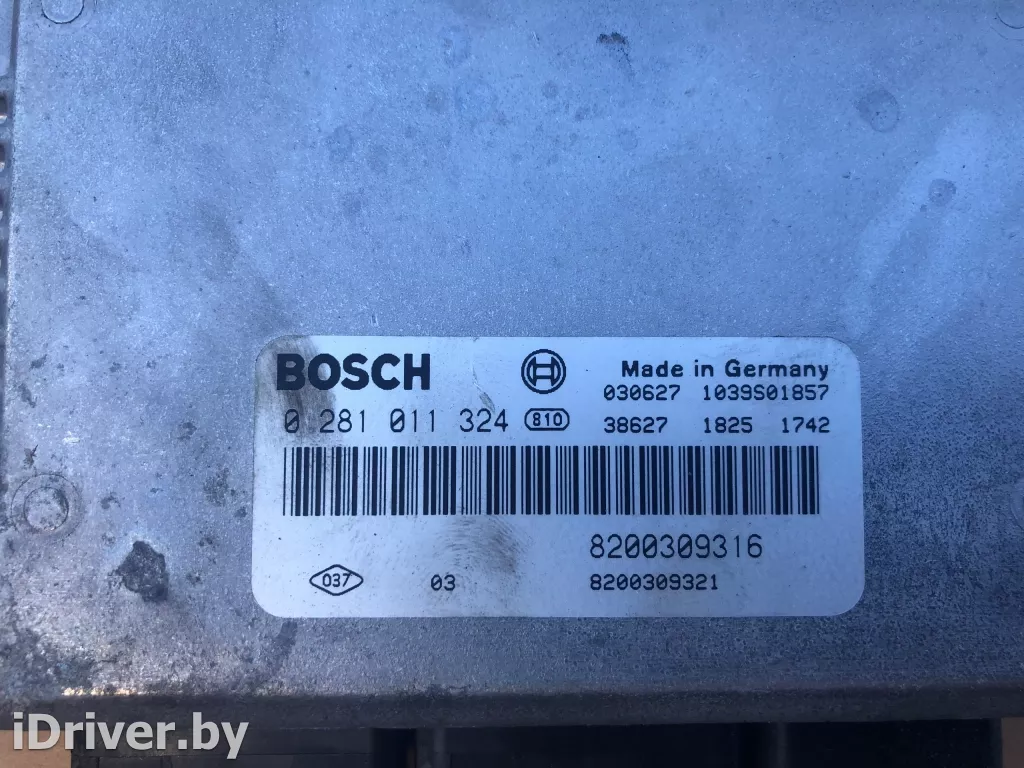 BOSCH
Made in Germany
030627 1039S01857
0 281 011 324 810
38627 1825 1742
8200309316
037 03 8200309321
iDriver.by